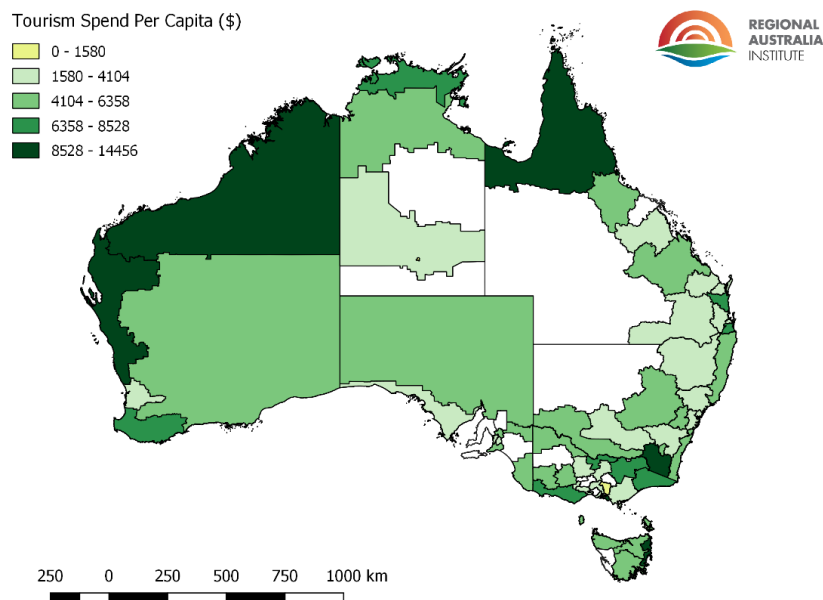 Tourism Spend Per Capita ($)
0 - 1580
1580 - 4104
4104 - 6358
6358 - 8528
8528 - 14456
REGIONAL
AUSTRALIA
INSTITUTE
250 0 250 500 750 1000 km